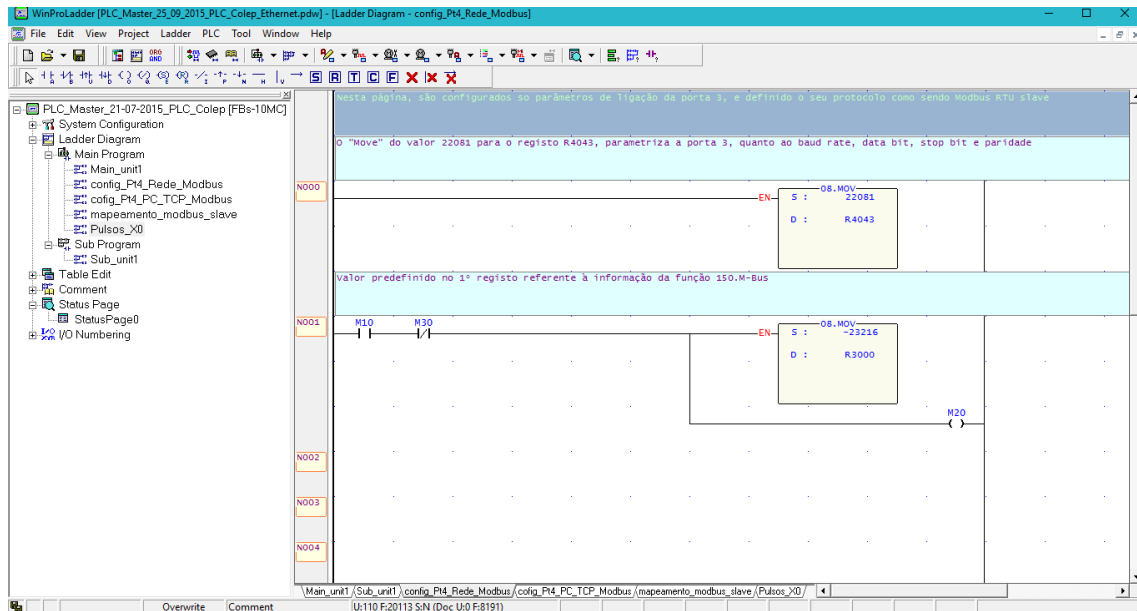 WinProLadder [PLC_Master_25_09_2015_PLC_Colep_Ethernet.pdw] - [Ladder Diagram - config_Pt4_Rede_Modbus]
File Edit View Project Ladder PLC Tool Window Help
S R T C F
PLC_Master_21-07-2015_PLC_Colep [FBs-10MC]
System Configuration
Ladder Diagram
Main Program
Main_unit1
config_Pt4_Rede_Modbus
cofig_Pt4_PC_TCP_Modbus
mapeamento_modbus_slave
Pulsos_X0
Sub Program
Sub_unit1
Table Edit
Comment
Status Page
StatusPage0
I/O Numbering
Nesta página, são configurados so parâmetros de ligação da porta 3, e definido o seu protocolo como sendo Modbus RTU slave
O "Move" do valor 22081 para o registo R4043, parametriza a porta 3, quanto ao baud rate, data bit, stop bit e paridade
N000
08.MOV
EN S : 22081
D : R4043
Valor predefinido no 1º registo referente à informação da função 150.M-Bus
N001
M10 M30
08.MOV
EN S : -23216
D : R3000
M20
N002
N003
N004
Main_unit1 Sub_unit1 config_Pt4_Rede_Modbus cofig_Pt4_PC_TCP_Modbus mapeamento_modbus_slave Pulsos_X0
Overwrite Comment U:110 F:20113 S:N (Doc U:0 F:8191)